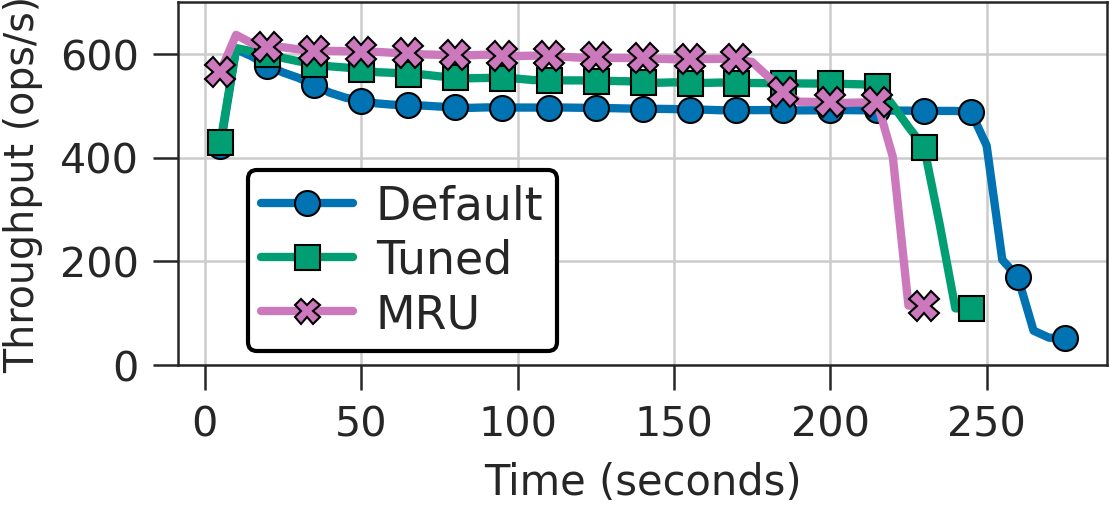 Throughput (ops/s)
600
400
200
0
Default
Tuned
MRU
0 50 100 150 200 250
Time (seconds)